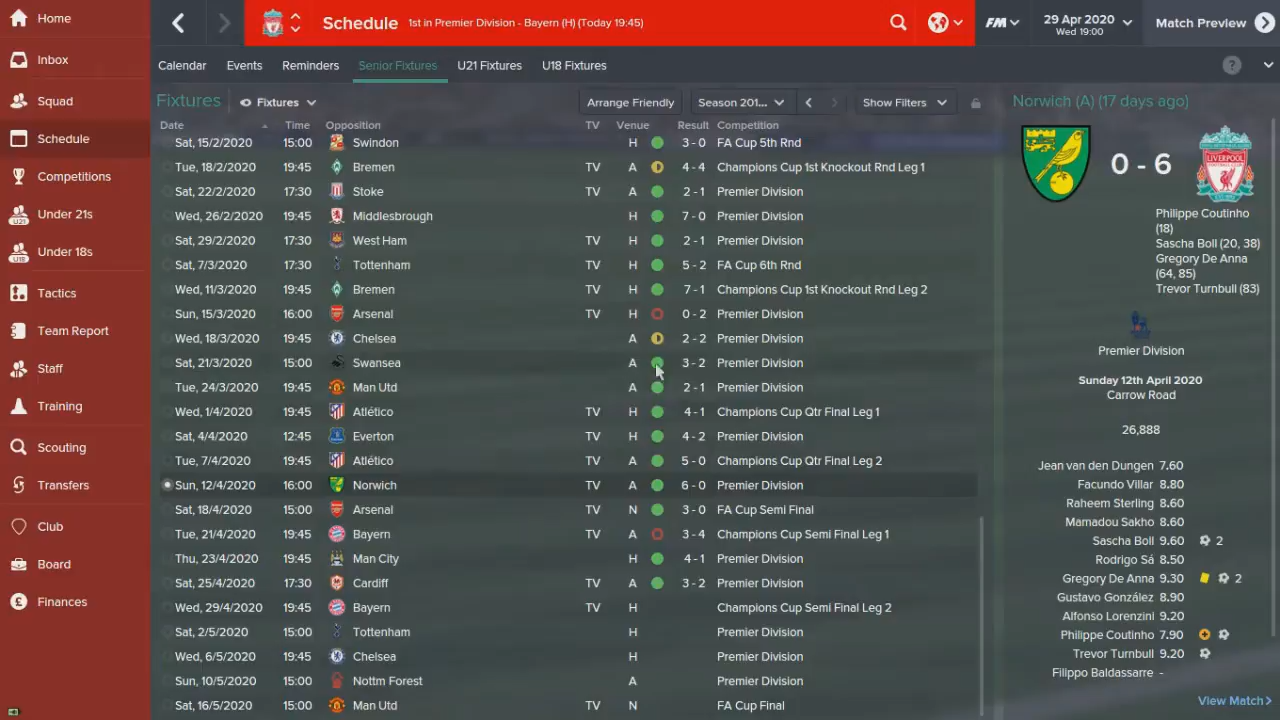 Home
Inbox
Squad
Schedule
Competitions
Under 21s
Under 18s
Tactics
Team Report
Staff
Training
Scouting
Transfers
Club
Board
Finances
Schedule 1st in Premier Division - Bayern (H) (Today 19:45)
FM 29 Apr 2020 Wed 19:00 Match Preview
Calendar Events Reminders Senior Fixtures U21 Fixtures U18 Fixtures ?
Fixtures Fixtures Arrange Friendly Season 201... Show Filters
Date Time Opposition TV Venue Result Competition
Sat, 15/2/2020 15:00 Swindon H 3 - 0 FA Cup 5th Rnd
Tue, 18/2/2020 19:45 Bremen TV A 4 - 4 Champions Cup 1st Knockout Rnd Leg 1
Sat, 22/2/2020 17:30 Stoke TV A 2 - 1 Premier Division
Wed, 26/2/2020 19:45 Middlesbrough H 7 - 0 Premier Division
Sat, 29/2/2020 17:30 West Ham TV H 2 - 1 Premier Division
Sat, 7/3/2020 17:30 Tottenham TV H 5 - 2 FA Cup 6th Rnd
Wed, 11/3/2020 19:45 Bremen TV H 7 - 1 Champions Cup 1st Knockout Rnd Leg 2
Sun, 15/3/2020 16:00 Arsenal TV H 0 - 2 Premier Division
Wed, 18/3/2020 19:45 Chelsea A 2 - 2 Premier Division
Sat, 21/3/2020 15:00 Swansea A 3 - 2 Premier Division
Tue, 24/3/2020 19:45 Man Utd A 2 - 1 Premier Division
Wed, 1/4/2020 19:45 Atlético TV H 4 - 1 Champions Cup Qtr Final Leg 1
Sat, 4/4/2020 12:45 Everton TV H 4 - 2 Premier Division
Tue, 7/4/2020 19:45 Atlético TV A 5 - 0 Champions Cup Qtr Final Leg 2
Sun, 12/4/2020 16:00 Norwich TV A 6 - 0 Premier Division
Sat, 18/4/2020 15:00 Arsenal TV N 3 - 0 FA Cup Semi Final
Tue, 21/4/2020 19:45 Bayern TV A 3 - 4 Champions Cup Semi Final Leg 1
Thu, 23/4/2020 19:45 Man City H 4 - 1 Premier Division
Sat, 25/4/2020 17:30 Cardiff TV A 3 - 2 Premier Division
Wed, 29/4/2020 19:45 Bayern TV H Champions Cup Semi Final Leg 2
Sat, 2/5/2020 15:00 Tottenham H Premier Division
Wed, 6/5/2020 19:45 Chelsea H Premier Division
Sun, 10/5/2020 15:00 Nottm Forest A Premier Division
Sat, 16/5/2020 15:00 Man Utd TV N FA Cup Final
Norwich (A) (17 days ago)
0 - 6
Philippe Coutinho
(18)
Sascha Boll (20, 38)
Gregory De Anna
(64, 85)
Trevor Turnbull (83)
Premier Division
Sunday 12th April 2020
Carrow Road
26,888
Jean van den Dungen 7.60
Facundo Villar 8.80
Raheem Sterling 8.60
Mamadou Sakho 8.60
Sascha Boll 9.60 2
Rodrigo Sá 8.50
Gregory De Anna 9.30 2
Gustavo González 8.90
Alfonso Lorenzini 9.20
Philippe Coutinho 7.90
Trevor Turnbull 9.20
Filippo Baldassarre -
View Match